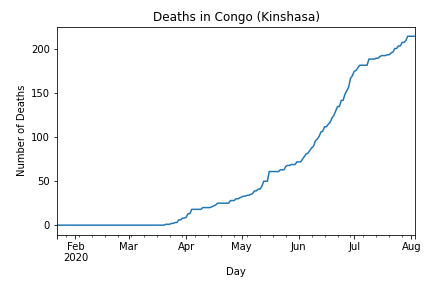 Deaths in Congo (Kinshasa)
200
150
100
50
0
Number of Deaths
Feb
2020
Mar
Apr
May
Jun
Jul
Aug
Day